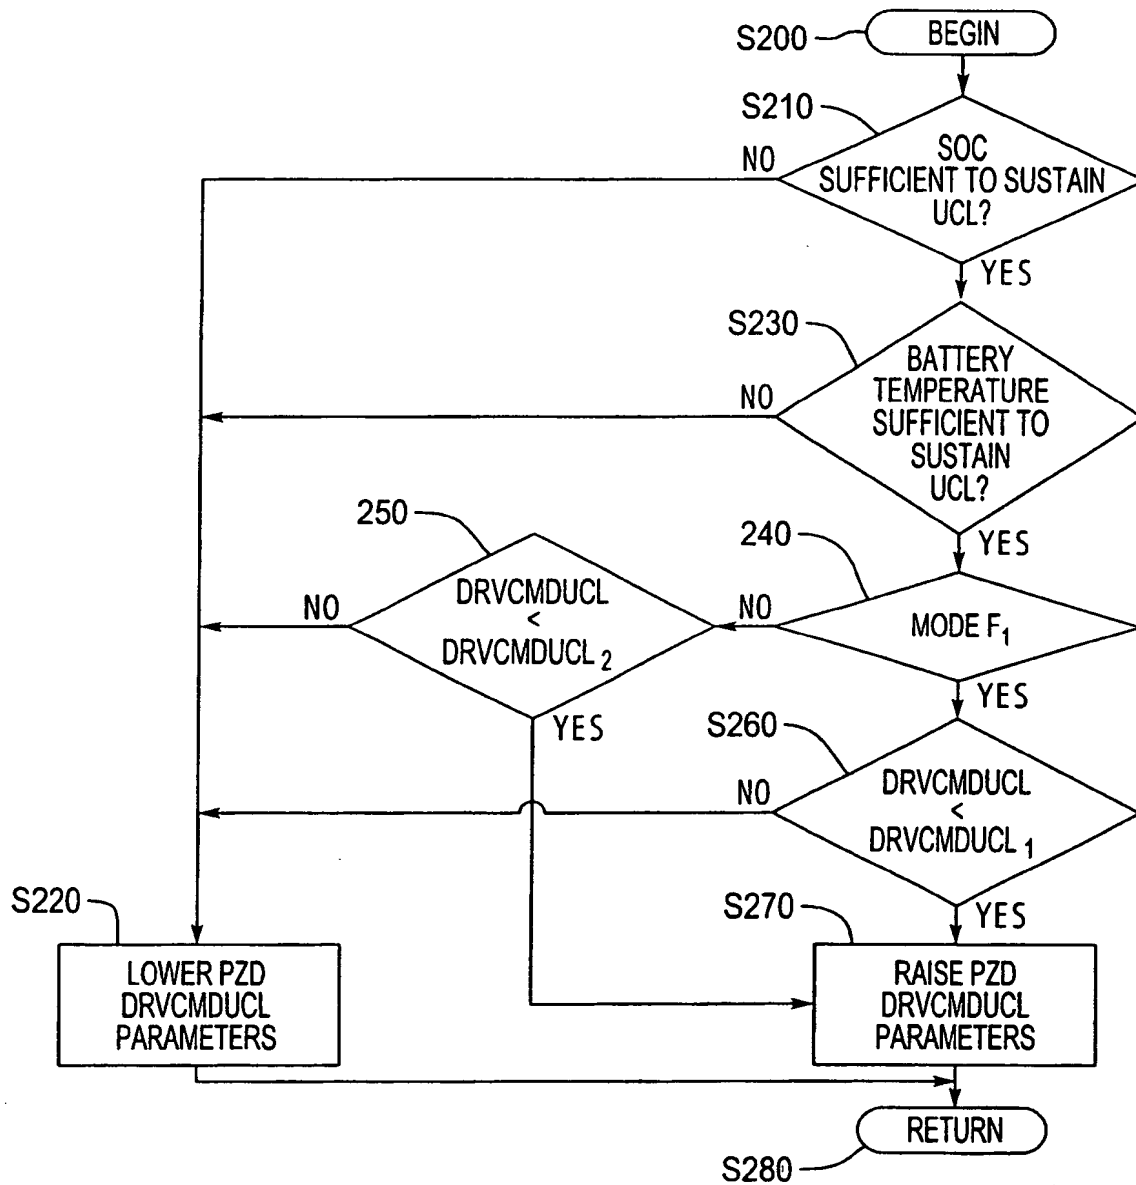 S200
BEGIN
S210
SOC
SUFFICIENT TO SUSTAIN
UCL?
NO
YES
S230
BATTERY
TEMPERATURE
SUFFICIENT TO
SUSTAIN
UCL?
NO
YES
240
MODE F₁
NO
YES
250
DRVCMDUCL
<
DRVCMDUCL₂
NO
YES
S260
DRVCMDUCL
<
DRVCMDUCL₁
NO
YES
S220
LOWER PZD
DRVCMDUCL
PARAMETERS
S270
RAISE PZD
DRVCMDUCL
PARAMETERS
RETURN
S280